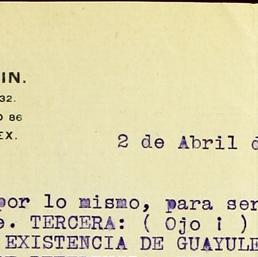 IN.
32.
86
EX.
2 de Abril d
por lo mismo, para ser
e. TERCERA: ( Ojo ¡ )
EXISTENCIA DE GUAYULE